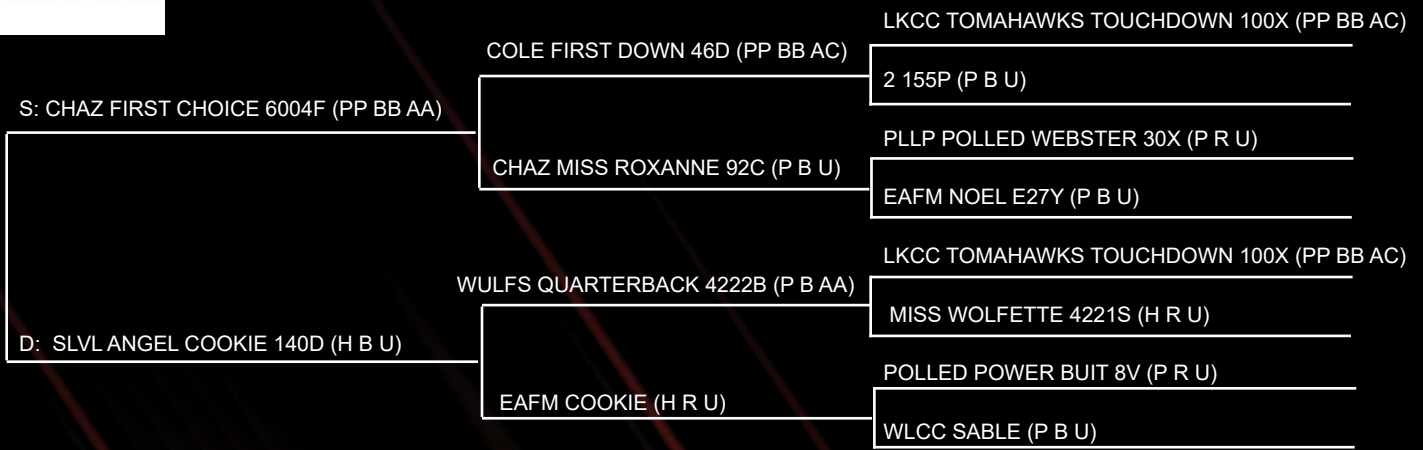 LKCC TOMAHAWKS TOUCHDOWN 100X (PP BB AC)
COLE FIRST DOWN 46D (PP BB AC)
2 155P (P B U)
S: CHAZ FIRST CHOICE 6004F (PP BB AA)
PLLP POLLED WEBSTER 30X (P R U)
CHAZ MISS ROXANNE 92C (P B U)
EAFM NOEL E27Y (P B U)
LKCC TOMAHAWKS TOUCHDOWN 100X (PP BB AC)
WULFS QUARTERBACK 4222B (P B AA)
MISS WOLFETTE 4221S (H R U)
D: SLVL ANGEL COOKIE 140D (H B U)
POLLED POWER BUIT 8V (P R U)
EAFM COOKIE (H R U)
WLCC SABLE (P B U)